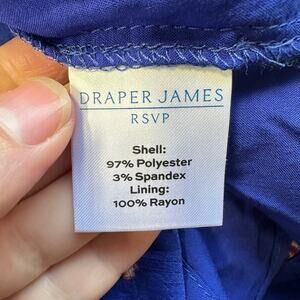 DRAPER JAMES
RSVP
Shell:
97% Polyester
3% Spandex
Lining:
100% Rayon